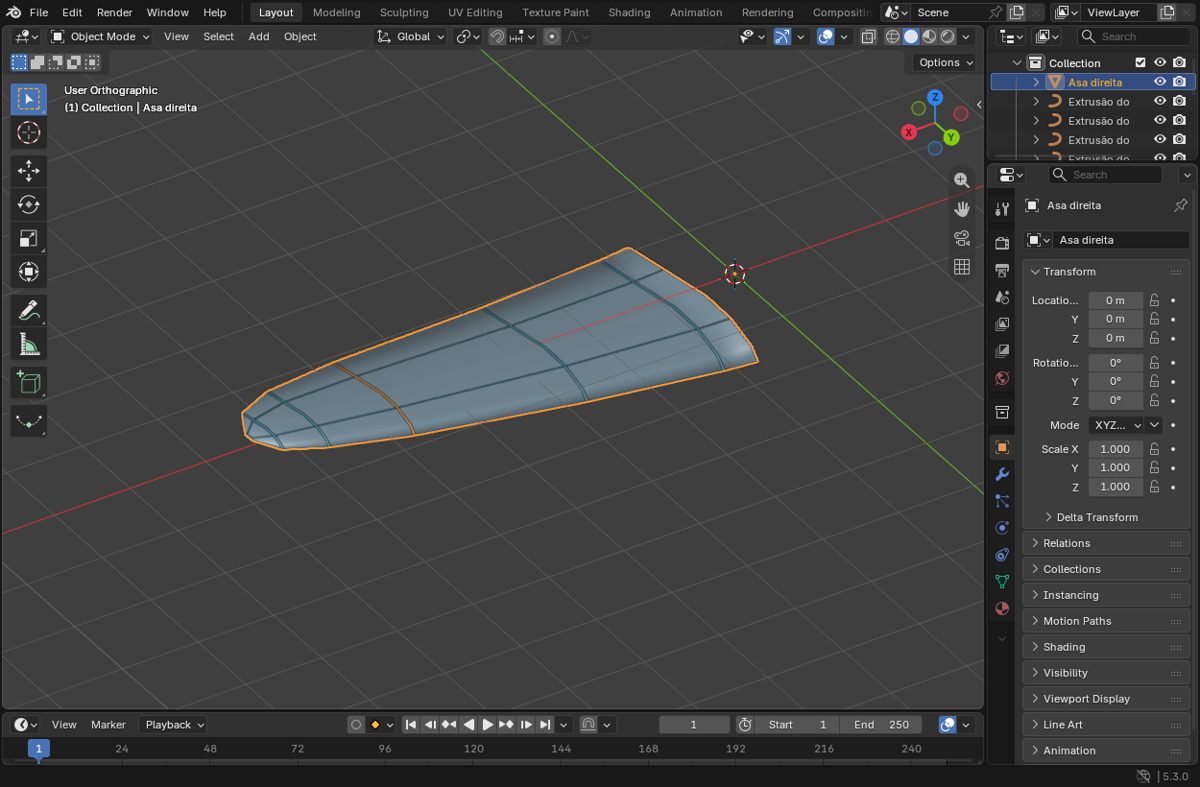 File Edit Render Window Help Layout Modeling Sculpting UV Editing Texture Paint Shading Animation Rendering Scene ViewLayer
Object Mode View Select Add Object Global Search
Options
User Orthographic
(1) Collection | Asa direita
Z
X
Y
Collection
Asa direita
Extrusão do
Extrusão do
Extrusão do
Extrusão do
Search
Asa direita
Asa direita
Transform
Locatio... 0 m
Y 0 m
Z 0 m
Rotatio... 0°
Y 0°
Z 0°
Mode XYZ...
Scale X 1.000
Y 1.000
Z 1.000
Delta Transform
Relations
Collections
Instancing
Motion Paths
Shading
Visibility
Viewport Display
Line Art
Animation
View Marker Playback 1 Start 1 End 250
1 24 48 72 96 120 144 168 192 216 240
5.3.0